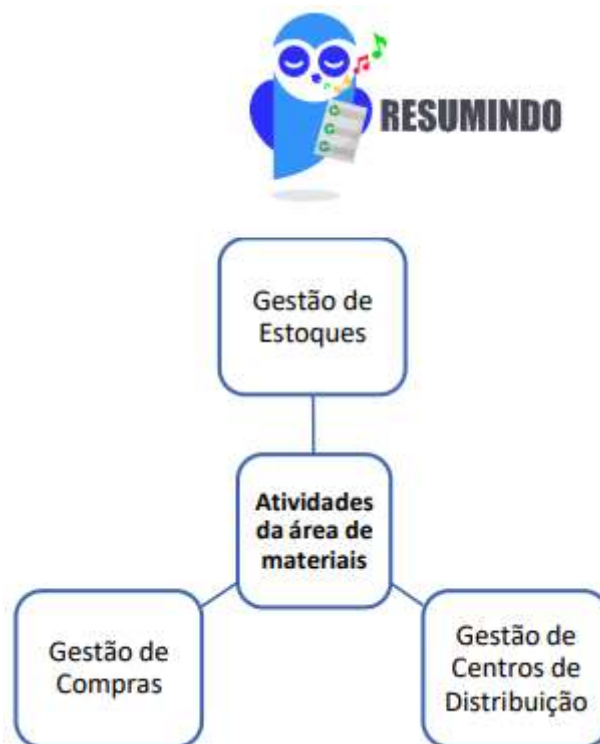 RESUMINDO
Gestão de
Estoques
Atividades
da área de
materiais
Gestão de
Compras
Gestão de
Centros de
Distribuição